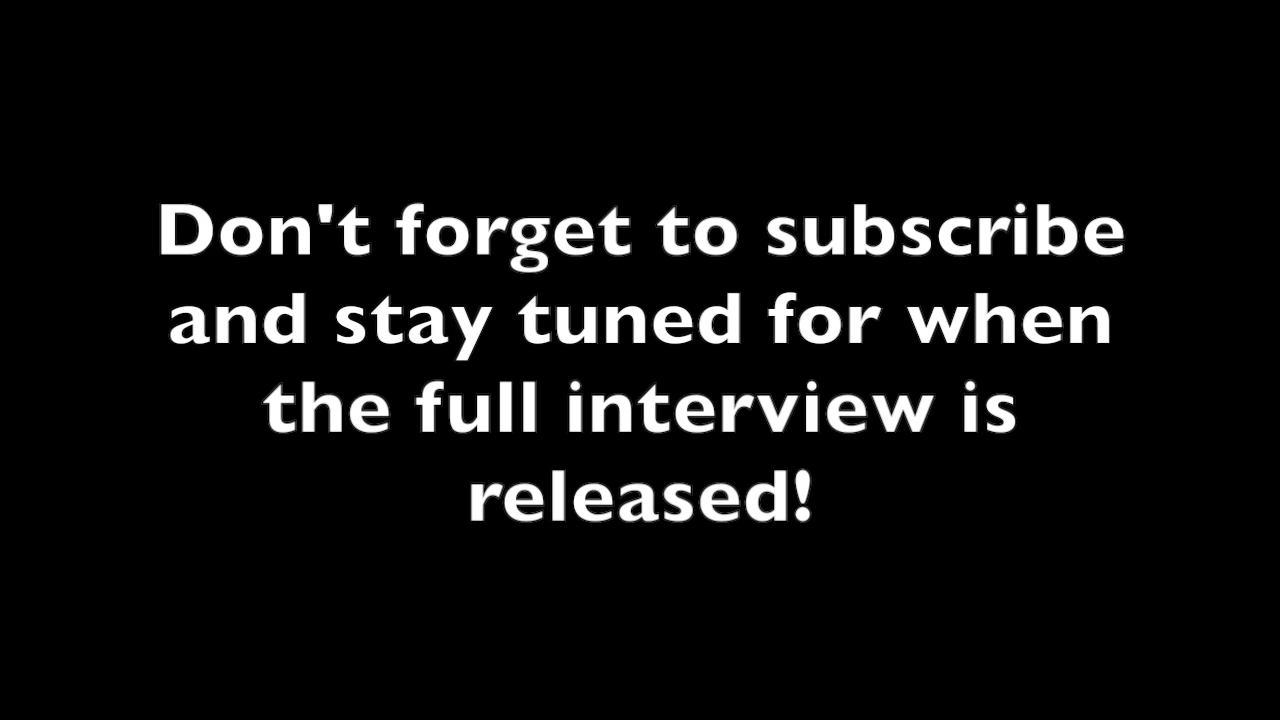 Don't forget to subscribe
and stay tuned for when
the full interview is
released!